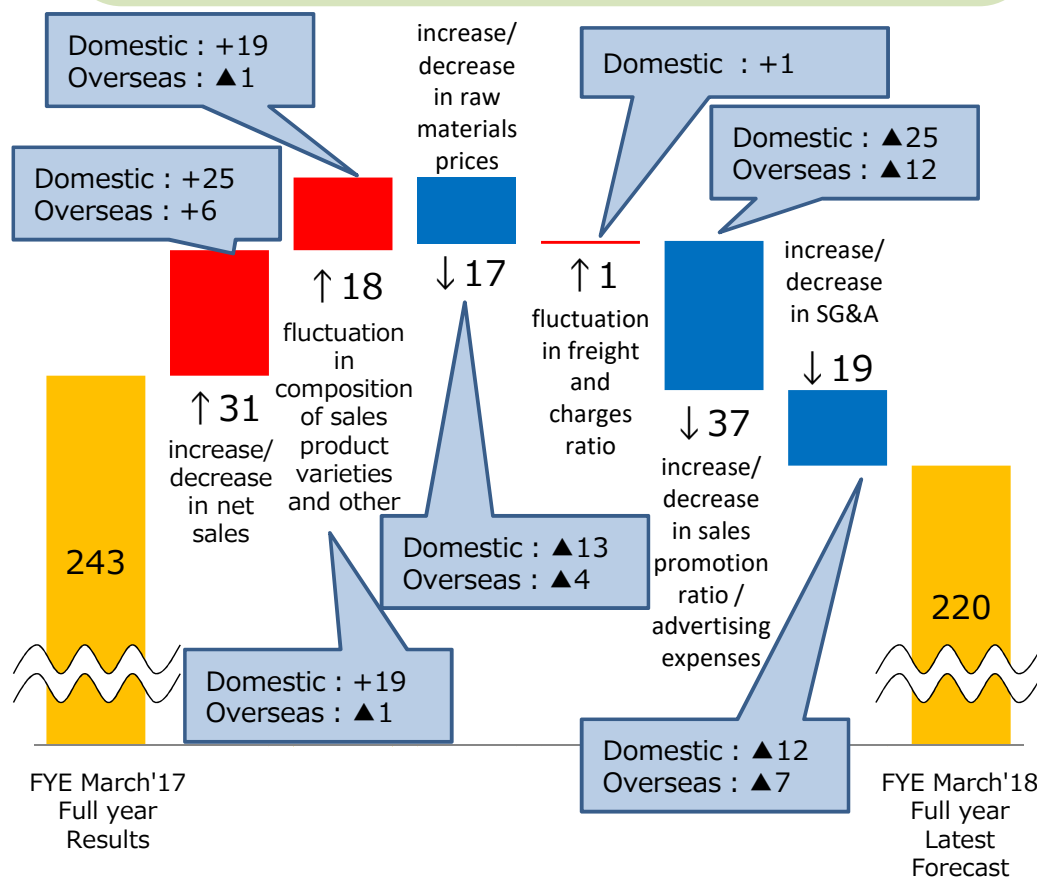 Domestic : +19
Overseas : ▲1
increase/
decrease
in raw
materials
prices
Domestic : +1
Domestic : ▲25
Overseas : ▲12
Domestic : +25
Overseas : +6
↑31
increase/
decrease
in net
sales
↑18
fluctuation
in
composition
of sales
product
varieties
and other
↓17
↑1
fluctuation
in freight
and
charges
ratio
↓37
increase/
decrease
in sales
promotion
ratio /
advertising
expenses
increase/
decrease
in SG&A
↓19
Domestic : ▲13
Overseas : ▲4
243
220
Domestic : +19
Overseas : ▲1
Domestic : ▲12
Overseas : ▲7
FYE March'17
Full year
Results
FYE March'18
Full year
Latest
Forecast